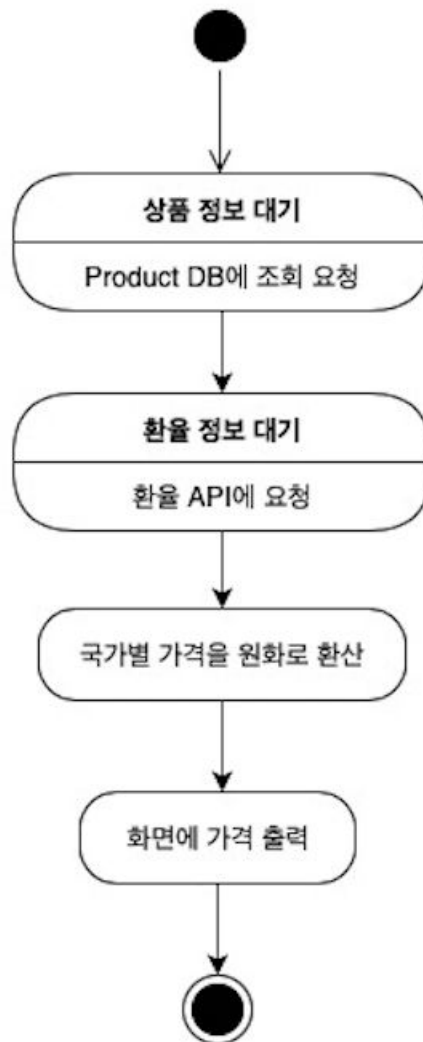 상품 정보 대기
Product DB에 조회 요청
환율 정보 대기
환율 API에 요청
국가별 가격을 원화로 환산
화면에 가격 출력